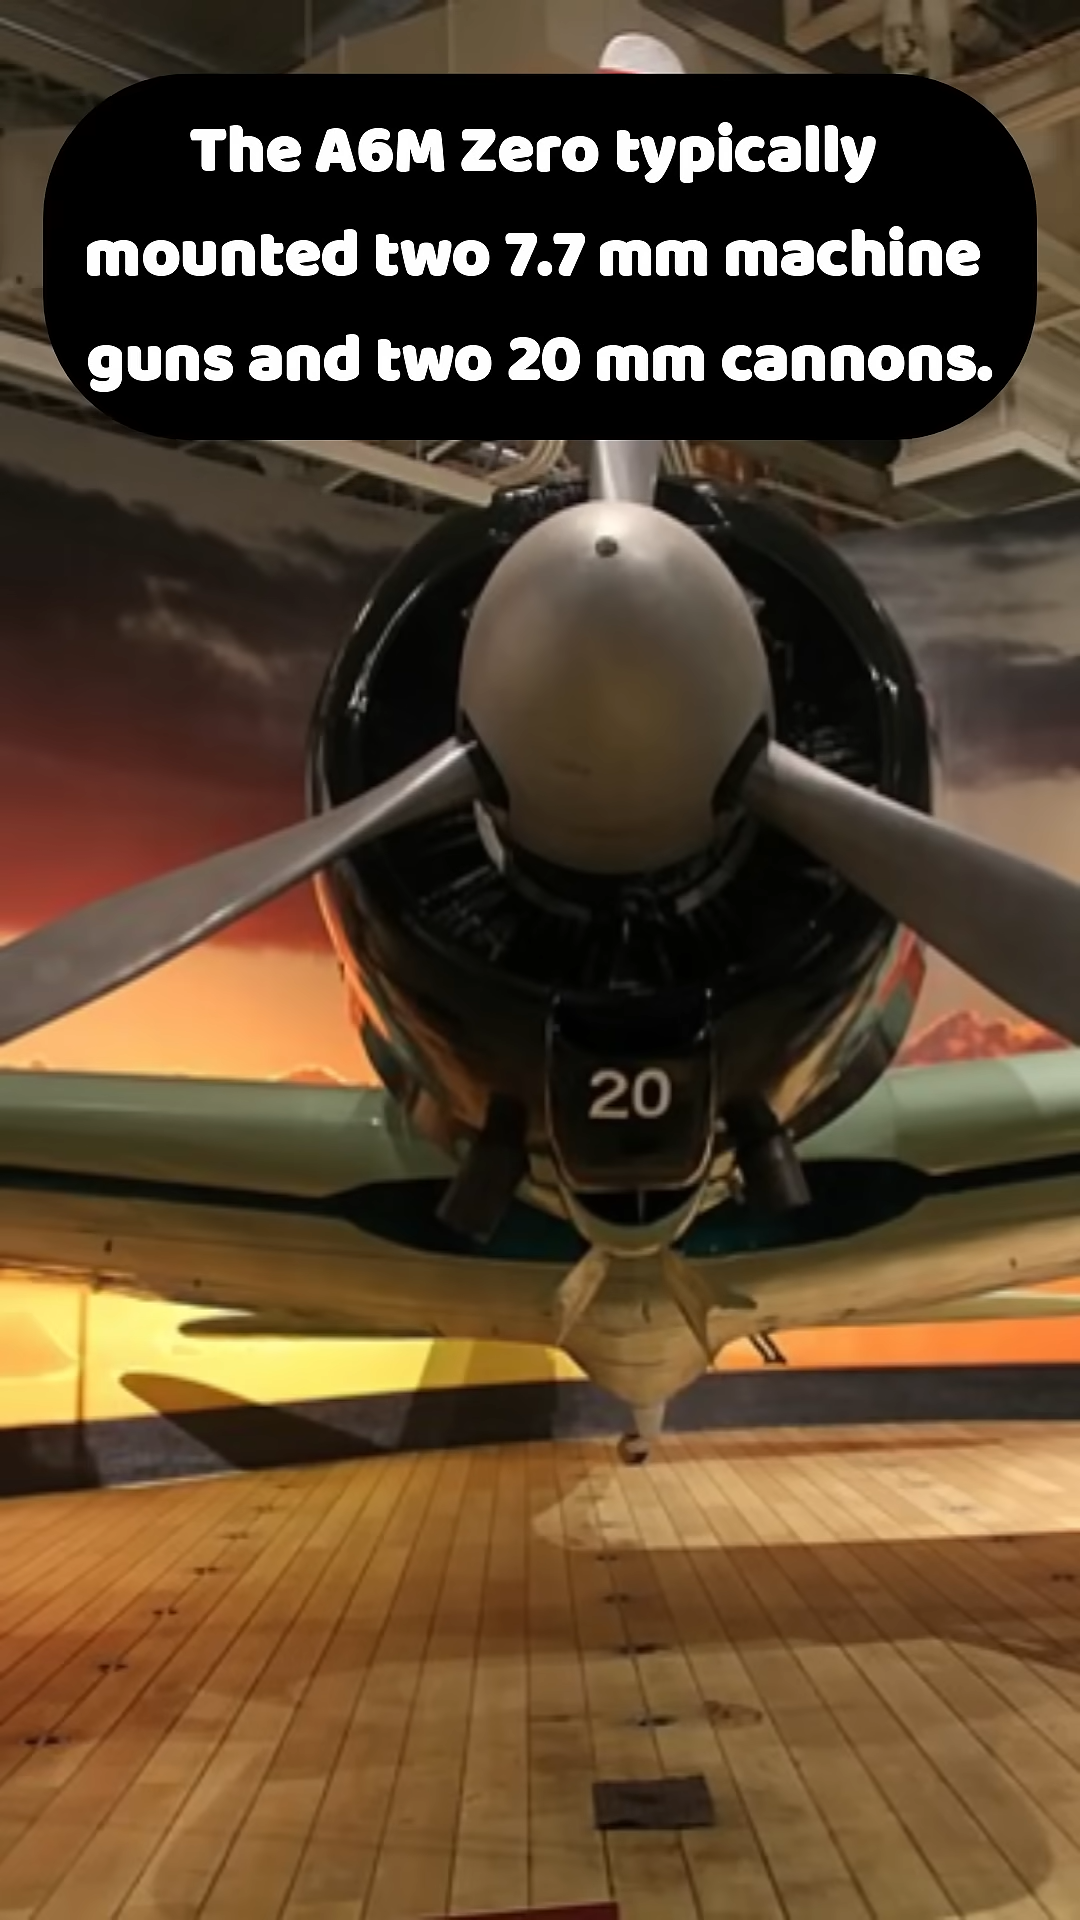 The A6M Zero typically
mounted two 7.7 mm machine
guns and two 20 mm cannons.
20